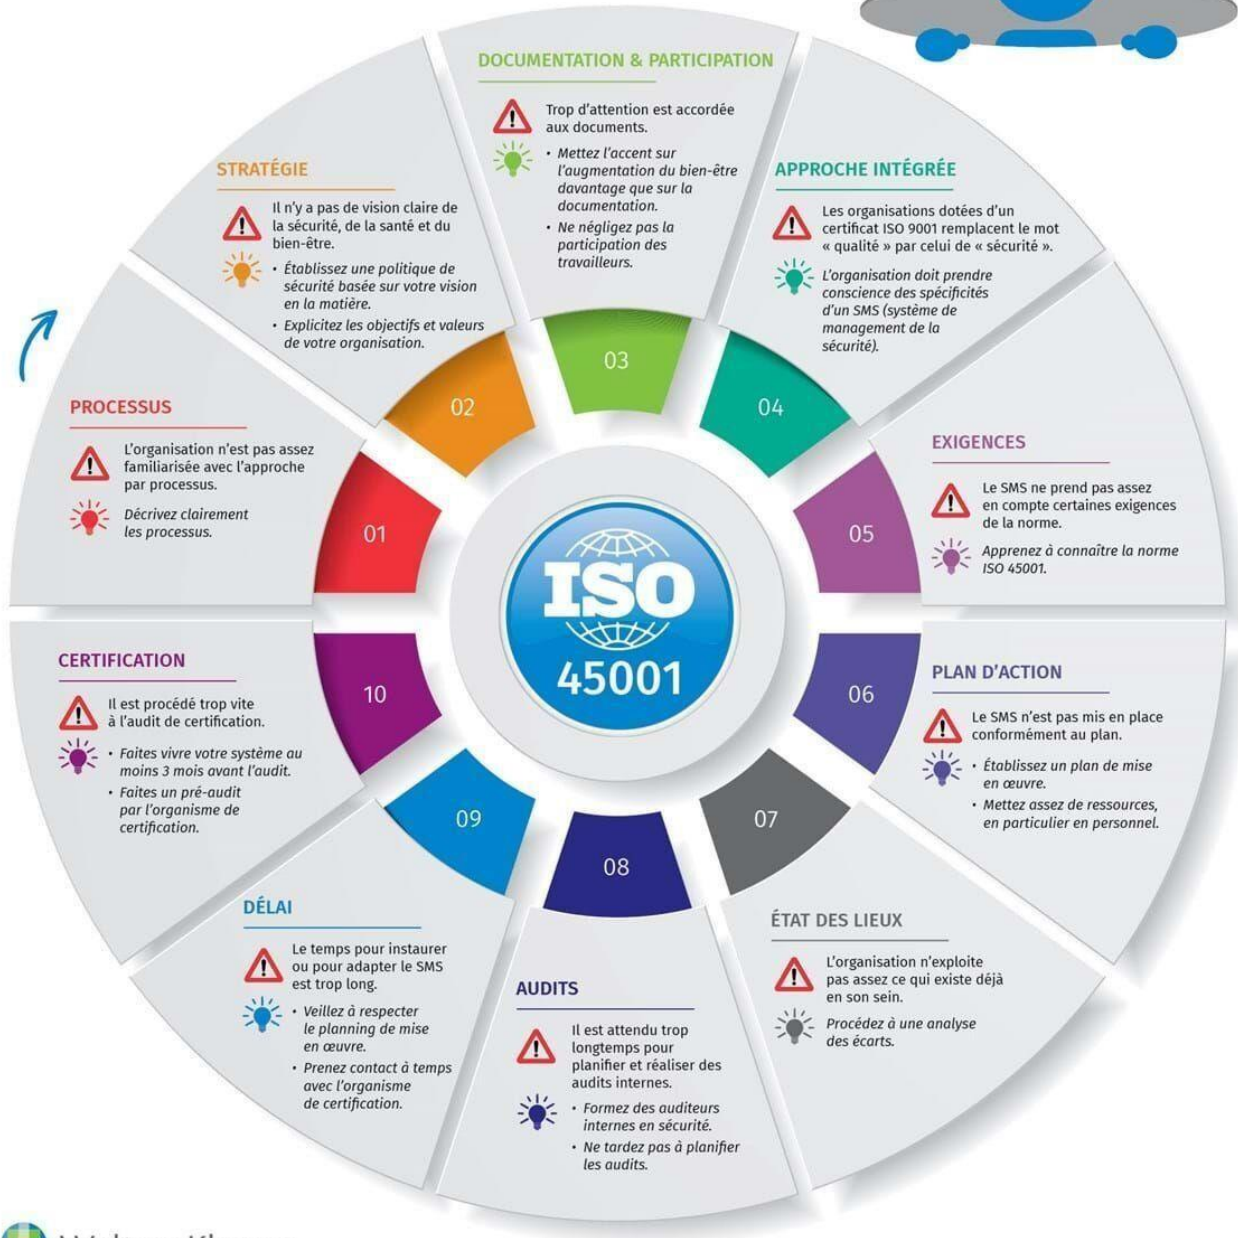 PROCESSUS
L'organisation n'est pas assez
familiarisée avec l'approche
par processus.
Décrivez clairement
les processus.
01
STRATÉGIE
Il n'y a pas de vision claire de
la sécurité, de la santé et du
bien-être.
• Établissez une politique de
sécurité basée sur votre vision
en la matière.
• Explicitez les objectifs et valeurs
de votre organisation.
02
DOCUMENTATION & PARTICIPATION
Trop d'attention est accordée
aux documents.
• Mettez l'accent sur
l'augmentation du bien-être
davantage que sur la
documentation.
• Ne négligez pas la
participation des
travailleurs.
03
APPROCHE INTÉGRÉE
Les organisations dotées d'un
certificat ISO 9001 remplacent le mot
« qualité » par celui de « sécurité ».
L'organisation doit prendre
conscience des spécificités
d'un SMS (système de
management de la
sécurité).
04
EXIGENCES
Le SMS ne prend pas assez
en compte certaines exigences
de la norme.
Apprenez à connaître la norme
ISO 45001.
05
PLAN D'ACTION
Le SMS n'est pas mis en place
conformément au plan.
• Établissez un plan de mise
en œuvre.
• Mettez assez de ressources,
en particulier en personnel.
06
ÉTAT DES LIEUX
L'organisation n'exploite
pas assez ce qui existe déjà
en son sein.
Procédez à une analyse
des écarts.
07
AUDITS
Il est attendu trop
longtemps pour
planifier et réaliser des
audits internes.
• Formez des auditeurs
internes en sécurité.
• Ne tardez pas à planifier
les audits.
08
DÉLAI
Le temps pour instaurer
ou pour adapter le SMS
est trop long.
• Veillez à respecter
le planning de mise
en œuvre.
• Prenez contact à temps
avec l'organisme
de certification.
09
CERTIFICATION
Il est procédé trop vite
à l'audit de certification.
• Faites vivre votre système au
moins 3 mois avant l'audit.
• Faites un pré-audit
par l'organisme de
certification.
10
ISO
45001